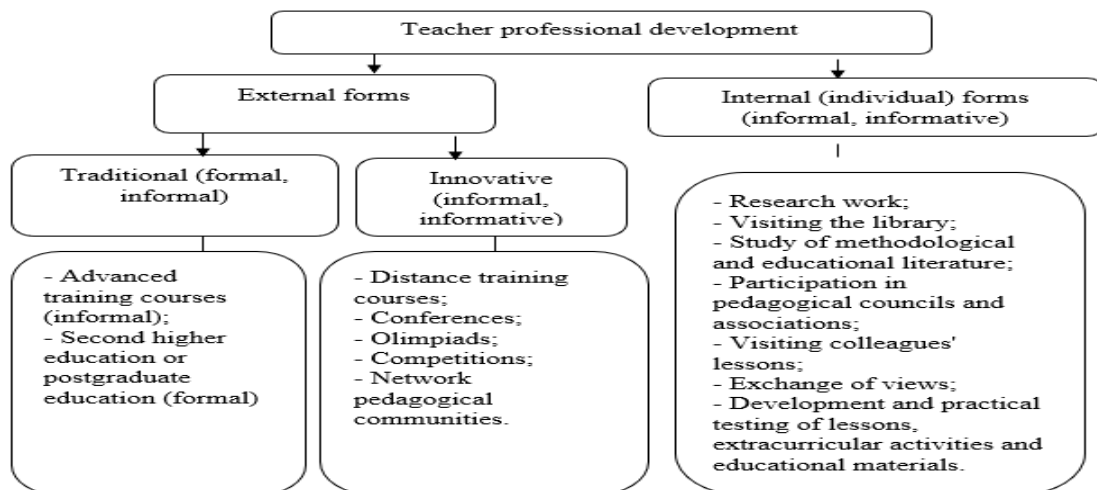 Teacher professional development
External forms
Internal (individual) forms
(informal, informative)
Traditional (formal,
informal)
Innovative
(informal,
informative)
- Advanced
training courses
(informal);
- Second higher
education or
postgraduate
education (formal)
- Distance training
courses;
- Conferences;
- Olimpiads;
- Competitions;
- Network
pedagogical
communities.
- Research work;
- Visiting the library;
- Study of methodological
and educational literature;
- Participation in
pedagogical councils and
associations;
- Visiting colleagues'
lessons;
- Exchange of views;
- Development and practical
testing of lessons,
extracurricular activities and
educational materials.